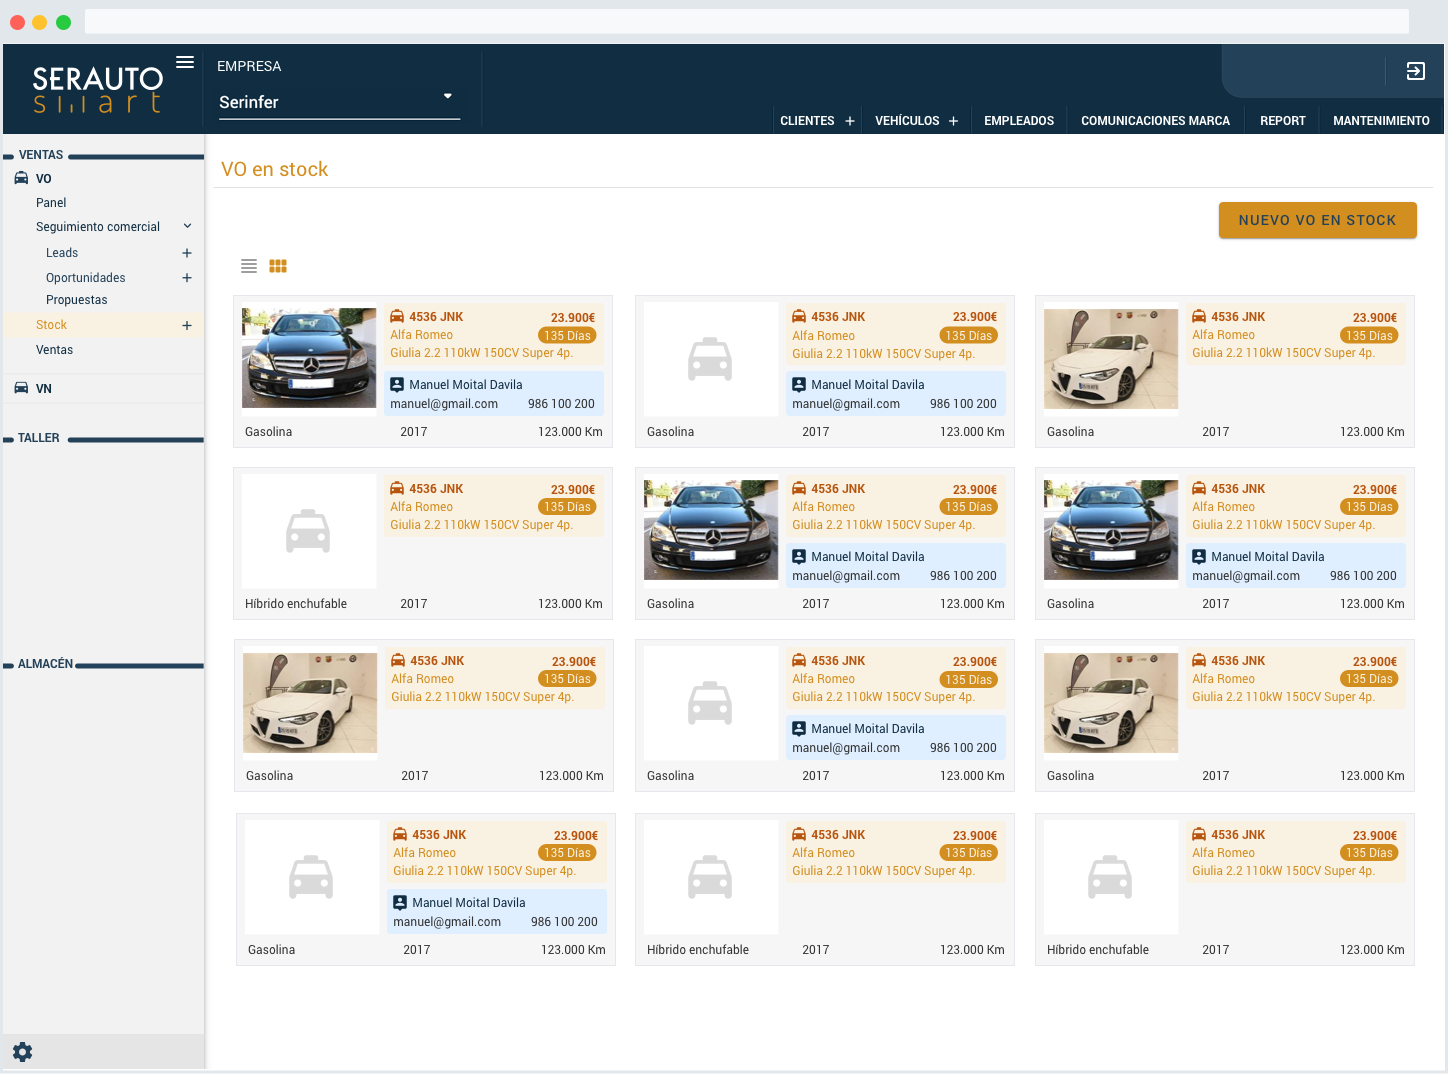 SERAUTO
smart
EMPRESA
Serinfer
CLIENTES + VEHÍCULOS + EMPLEADOS COMUNICACIONES MARCA REPORT MANTENIMIENTO
VENTAS
VO
Panel
Seguimiento comercial
Leads +
Oportunidades +
Propuestas
Stock +
Ventas
VN
TALLER
ALMACÉN
VO en stock
NUEVO VO EN STOCK
4536 JNK 23.900€
Alfa Romeo 135 Días
Giulia 2.2 110kW 150CV Super 4p.
Manuel Moital Davila
manuel@gmail.com 986 100 200
Gasolina 2017 123.000 Km
4536 JNK 23.900€
Alfa Romeo 135 Días
Giulia 2.2 110kW 150CV Super 4p.
Manuel Moital Davila
manuel@gmail.com 986 100 200
Gasolina 2017 123.000 Km
4536 JNK 23.900€
Alfa Romeo 135 Días
Giulia 2.2 110kW 150CV Super 4p.
Gasolina 2017 123.000 Km
4536 JNK 23.900€
Alfa Romeo 135 Días
Giulia 2.2 110kW 150CV Super 4p.
Híbrido enchufable 2017 123.000 Km
4536 JNK 23.900€
Alfa Romeo 135 Días
Giulia 2.2 110kW 150CV Super 4p.
Manuel Moital Davila
manuel@gmail.com 986 100 200
Gasolina 2017 123.000 Km
4536 JNK 23.900€
Alfa Romeo 135 Días
Giulia 2.2 110kW 150CV Super 4p.
Manuel Moital Davila
manuel@gmail.com 986 100 200
Gasolina 2017 123.000 Km
4536 JNK 23.900€
Alfa Romeo 135 Días
Giulia 2.2 110kW 150CV Super 4p.
Gasolina 2017 123.000 Km
4536 JNK 23.900€
Alfa Romeo 135 Días
Giulia 2.2 110kW 150CV Super 4p.
Manuel Moital Davila
manuel@gmail.com 986 100 200
Gasolina 2017 123.000 Km
4536 JNK 23.900€
Alfa Romeo 135 Días
Giulia 2.2 110kW 150CV Super 4p.
Gasolina 2017 123.000 Km
4536 JNK 23.900€
Alfa Romeo 135 Días
Giulia 2.2 110kW 150CV Super 4p.
Manuel Moital Davila
manuel@gmail.com 986 100 200
Gasolina 2017 123.000 Km
4536 JNK 23.900€
Alfa Romeo 135 Días
Giulia 2.2 110kW 150CV Super 4p.
Híbrido enchufable 2017 123.000 Km
4536 JNK 23.900€
Alfa Romeo 135 Días
Giulia 2.2 110kW 150CV Super 4p.
Híbrido enchufable 2017 123.000 Km